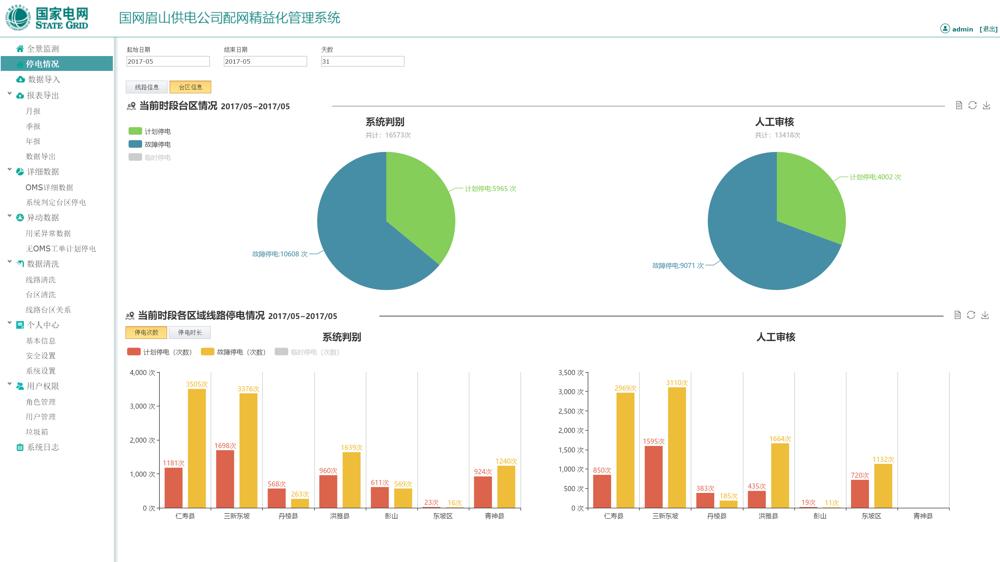 国家电网
STATE GRID
国网眉山供电公司配网精益化管理系统
admin [退出]
全景监测
停电情况
数据导入
报表导出
月报
季报
年报
数据导出
详细数据
OMS详细数据
系统判定台区停电
异动数据
用采异常数据
无OMS工单计划停电
数据清洗
线路清洗
台区清洗
线路台区关系
个人中心
基本信息
安全设置
系统设置
用户权限
角色管理
用户管理
垃圾箱
系统日志
起始日期 结束日期 天数
2017-05 2017-05 31
线路信息 台区信息
当前时段台区情况 2017/05~2017/05
系统判别
共计：16573次
计划停电
故障停电
临时停电
计划停电:5965 次
故障停电:10608 次
人工审核
共计：13418次
计划停电:4002 次
故障停电:9071 次
当前时段各区域线路停电情况 2017/05~2017/05
停电次数 停电时长
系统判别
人工审核
计划停电（次数） 故障停电（次数） 临时停电（次数）
4,000 次
3,000 次
2,000 次
1,000 次
0 次
1181次 3505次
1698次 3376次
568次 263次
960次 1639次
611次 569次
23次 16次
924次 1240次
仁寿县 三新东坡 丹棱县 洪雅县 彭山 东坡区 青神县
3,500 次
3,000 次
2,500 次
2,000 次
1,500 次
1,000 次
500 次
0 次
850次 2969次
1595次 3110次
383次 185次
435次 1664次
19次 11次
720次 1132次
仁寿县 三新东坡 丹棱县 洪雅县 彭山 东坡区 青神县